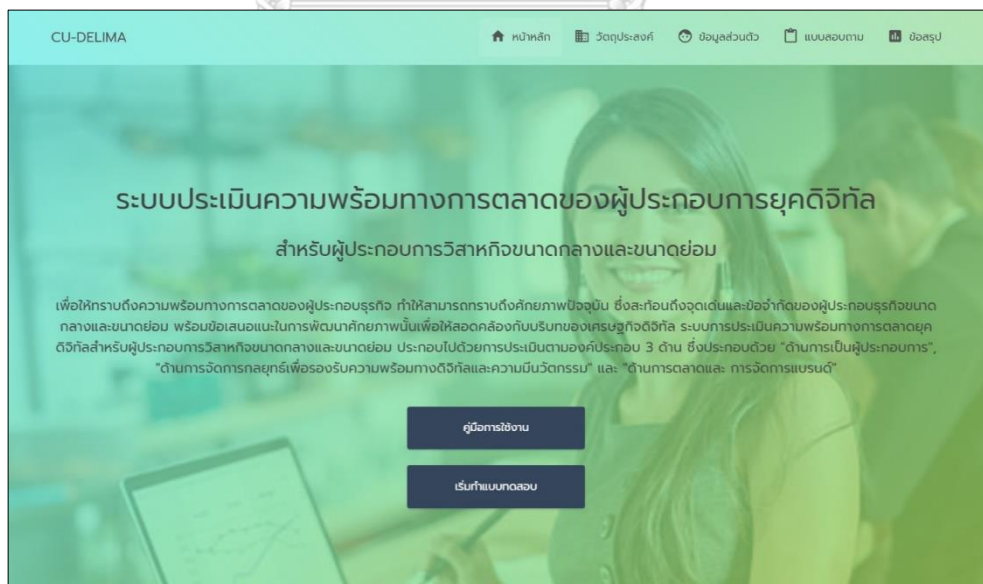 CU-DELIMA
หน้าหลัก
วัตถุประสงค์
ข้อมูลส่วนตัว
แบบสอบถาม
ข้อสรุป
ระบบประเมินความพร้อมทางการตลาดของผู้ประกอบการยุคดิจิทัล
สำหรับผู้ประกอบการวิสาหกิจขนาดกลางและขนาดย่อม
เพื่อให้ทราบถึงความพร้อมทางการตลาดของผู้ประกอบธุรกิจ ทำให้สามารถทราบถึงศักยภาพปัจจุบัน ซึ่งสะท้อนถึงจุดเด่นและข้อจำกัดของผู้ประกอบธุรกิจขนาด
กลางและขนาดย่อม พร้อมข้อเสนอแนะในการพัฒนาศักยภาพนั้นเพื่อให้สอดคล้องกับบริบทของเศรษฐกิจดิจิทัล ระบบการประเมินความพร้อมทางการตลาดยุค
ดิจิทัลสำหรับผู้ประกอบการวิสาหกิจขนาดกลางและขนาดย่อม ประกอบไปด้วยการประเมินตามองค์ประกอบ 3 ด้าน ซึ่งประกอบด้วย "ด้านการเป็นผู้ประกอบการ",
"ด้านการจัดการกลยุทธ์เพื่อรองรับความพร้อมทางดิจิทัลและความมีนวัตกรรม" และ "ด้านการตลาดและ การจัดการแบรนด์"
คู่มือการใช้งาน
เริ่มทำแบบทดสอบ